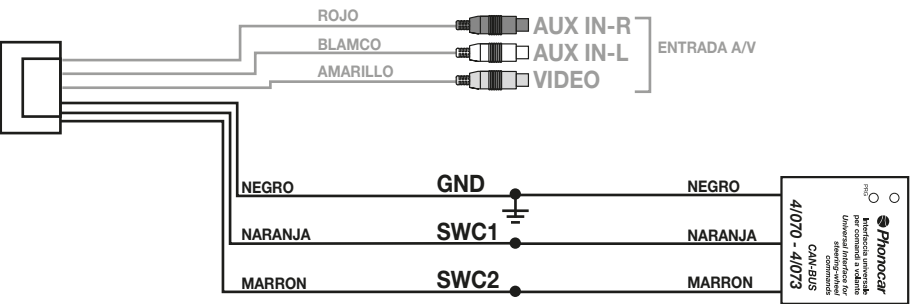 ROJO
AUX IN-R
BLAMCO
AUX IN-L
ENTRADA A/V
AMARILLO
VIDEO
NEGRO
GND
NEGRO
NARANJA
SWC1
NARANJA
MARRON
SWC2
MARRON
PRG
Phonocar
Interfaccia universale
per comandi a volante
Universal Interface for
steering-wheel
commands
CAN-BUS
4/070 - 4/073